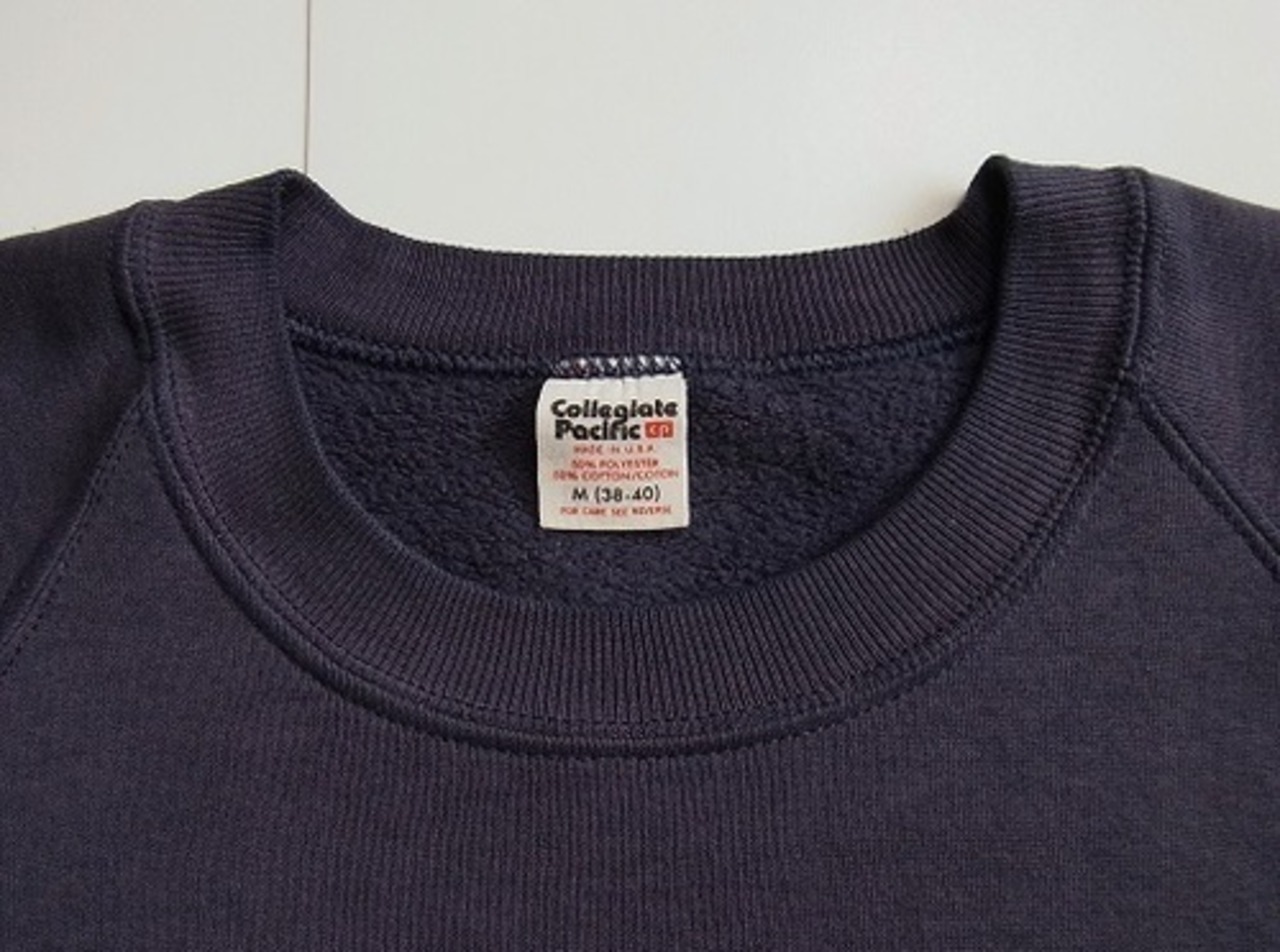 Collegiate
Pacific cp
MADE IN U.S.A.
50% POLYESTER
50% COTTON/COTON
M (38-40)
FOR CARE SEE REVERSE